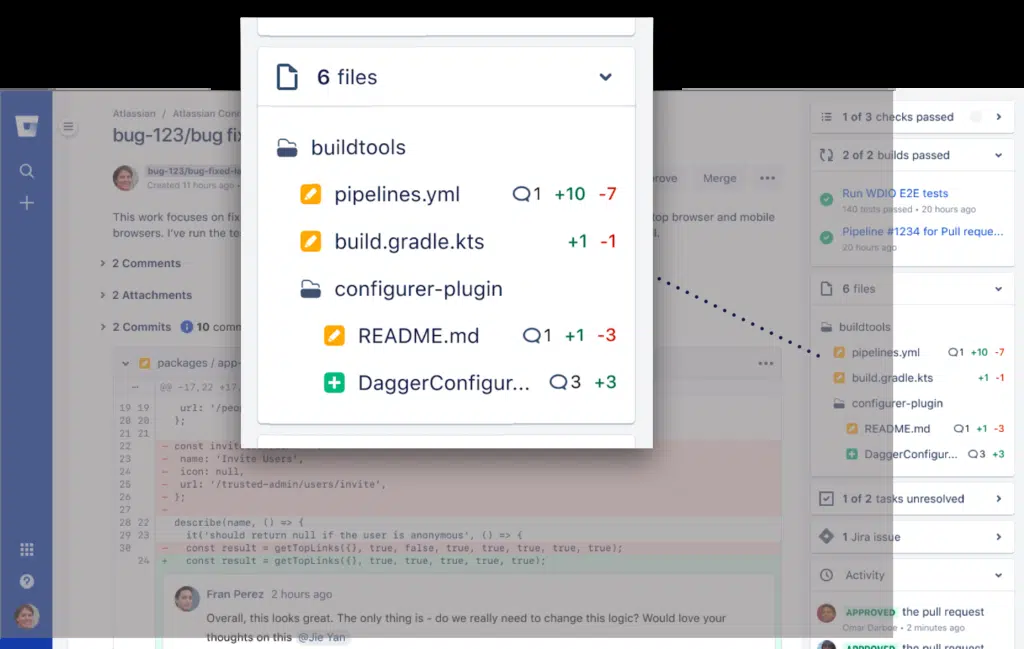 6 files
buildtools
pipelines.yml 1 +10 -7
build.gradle.kts +1 -1
configurer-plugin
README.md 1 +1 -3
DaggerConfigur... 3 +3
Atlassian / Atlassian Con
bug-123/bug fi
bug-123/bug-fixed-
Created 11 hours ago
Merge
•••
This work focuses on fix
top browser and mobile
browsers. I've run the te
2 Comments
2 Attachments
2 Commits 10 com
packages / app-
•••
@@ -17,22 +17,
19 19 url: '/peo
20 20 };
21 21
22 - const invit
23 - name: 'Invite Users',
24 - icon: null,
25 - url: '/trusted-admin/users/invite',
26 - };
27 -
28 22 describe(name, () => {
29 23 it('should return null if the user is anonymous', () => {
30 - const result = getTopLinks({}, true, false, true, true, true, true);
24 + const result = getTopLinks({}, true, true, true, true, true);
Fran Perez 2 hours ago
Overall, this looks great. The only thing is - do we really need to change this logic? Would love your
thoughts on this @Jie Yan
1 of 3 checks passed
2 of 2 builds passed
Run WDIO E2E tests
140 tests passed • 20 hours ago
Pipeline #1234 for Pull reque...
20 hours ago
6 files
buildtools
pipelines.yml 1 +10 -7
build.gradle.kts +1 -1
configurer-plugin
README.md 1 +1 -3
DaggerConfigur... 3 +3
1 of 2 tasks unresolved
1 Jira issue
Activity
APPROVED the pull request
Omar Darboe • 2 minutes ago
APPROVED the pull request